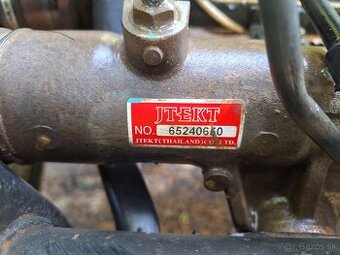 JTEKT
NO. 65240650
JTEKT(THAILAND)CO.,LTD.